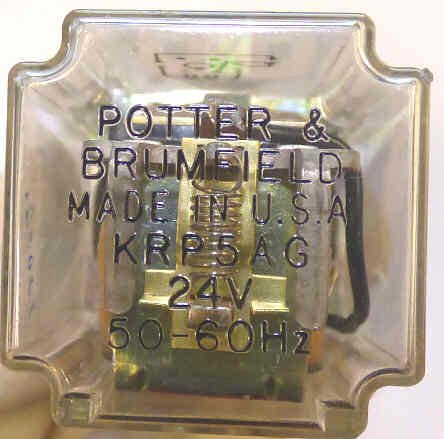 POTTER &
BRUMFIELD
MADE IN U.S.A
KRP5AG
24V
50-60Hz